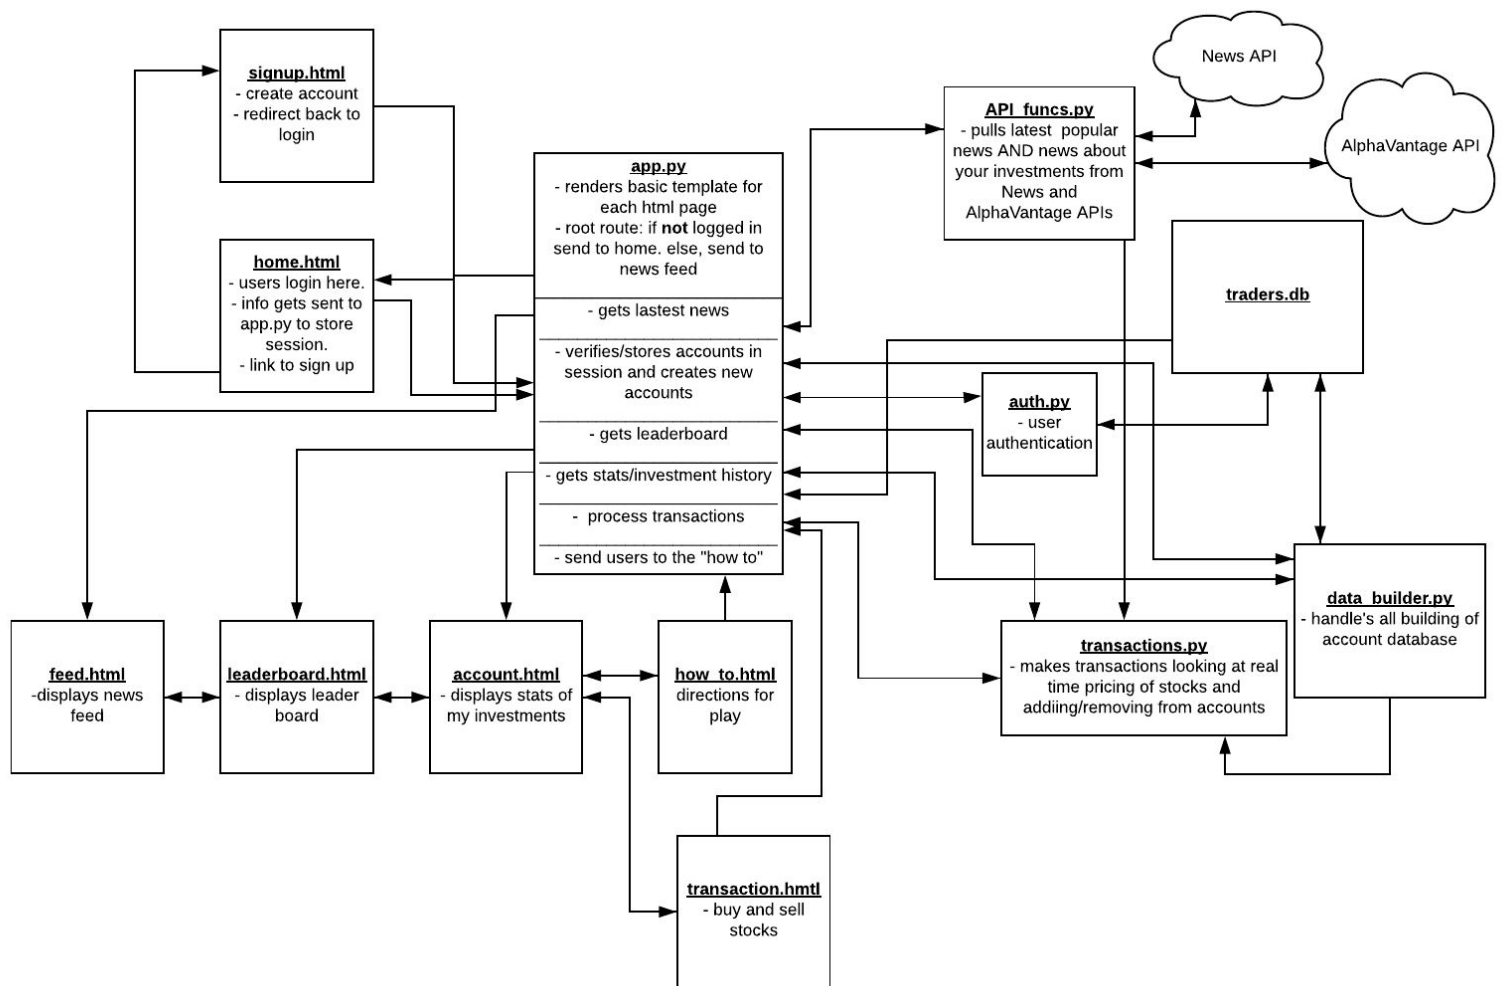 signup.html
- create account
- redirect back to
login
home.html
- users login here.
- info gets sent to
app.py to store
session.
- link to sign up
app.py
- renders basic template for
each html page
- root route: if not logged in
send to home. else, send to
news feed
- gets lastest news
- verifies/stores accounts in
session and creates new
accounts
- gets leaderboard
- gets stats/investment history
- process transactions
- send users to the "how to"
API_funcs.py
- pulls latest popular
news AND news about
your investments from
News and
AlphaVantage APIs
News API
AlphaVantage API
traders.db
auth.py
- user
authentication
data_builder.py
- handle's all building of
account database
transactions.py
- makes transactions looking at real
time pricing of stocks and
addiing/removing from accounts
feed.html
-displays news
feed
leaderboard.html
- displays leader
board
account.html
- displays stats of
my investments
how_to.html
directions for
play
transaction.hmtl
- buy and sell
stocks